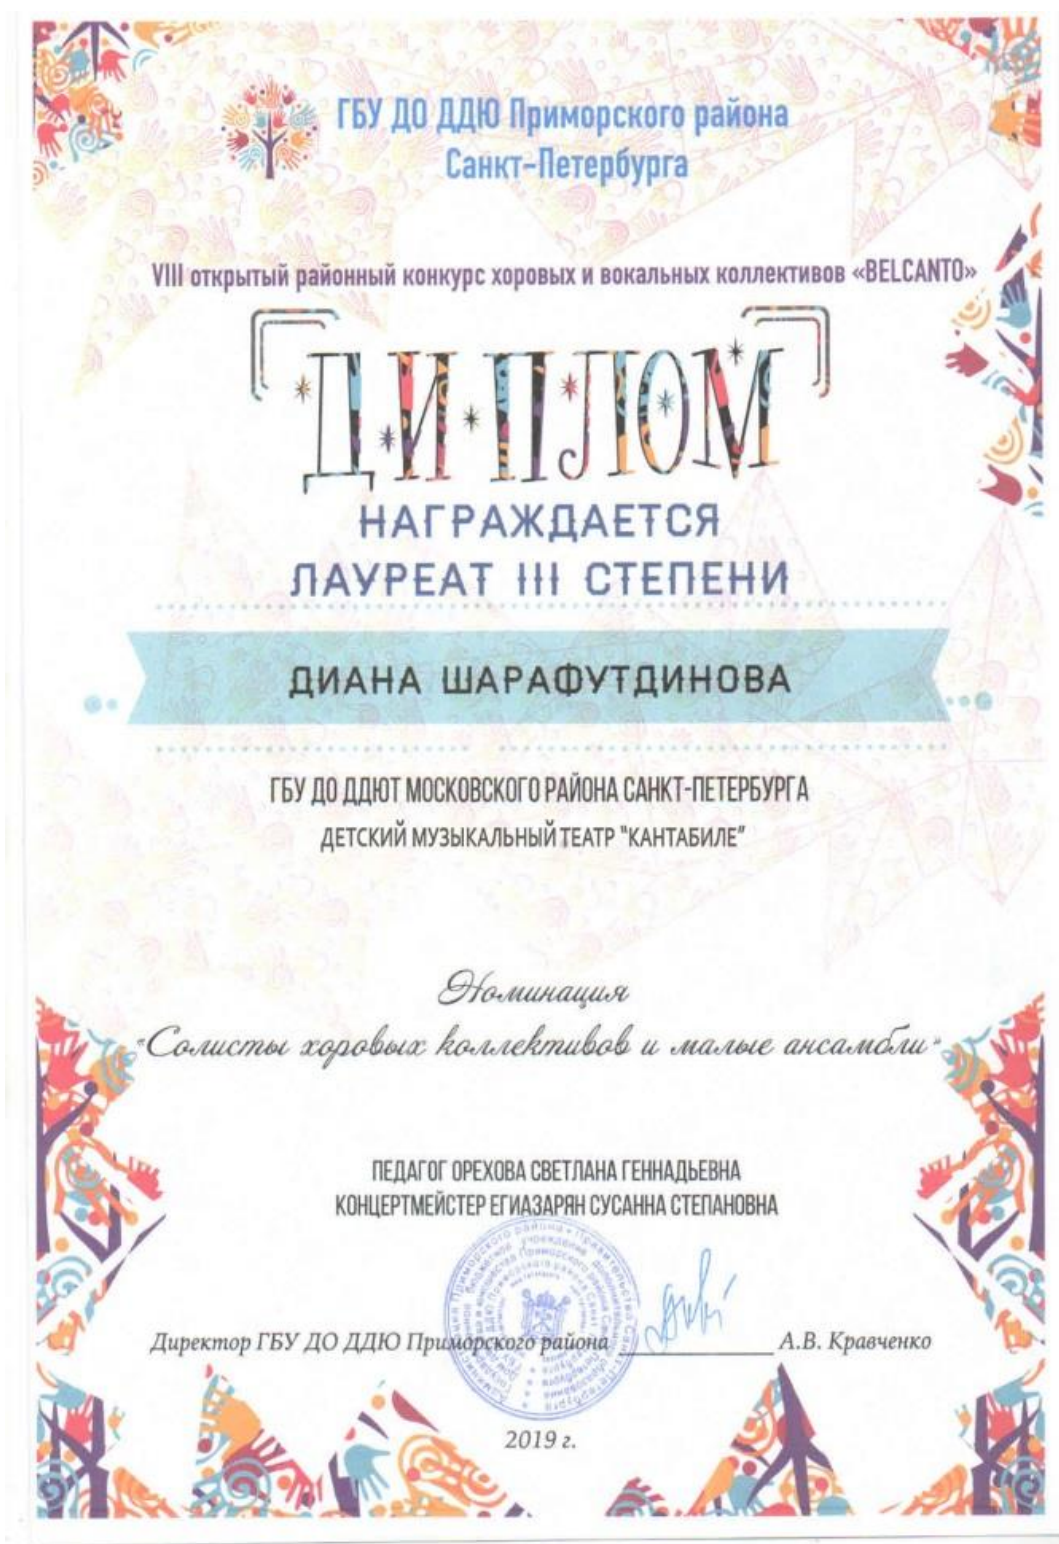 ГБУ ДО ДДЮ Приморского района
Санкт-Петербурга
VIII открытый районный конкурс хоровых и вокальных коллективов «BELCANTO»
ДИПЛОМ
НАГРАЖДАЕТСЯ
ЛАУРЕАТ III СТЕПЕНИ
ДИАНА ШАРАФУТДИНОВА
ГБУ ДО ДДЮТ МОСКОВСКОГО РАЙОНА САНКТ-ПЕТЕРБУРГА
ДЕТСКИЙ МУЗЫКАЛЬНЫЙ ТЕАТР "КАНТАБИЛЕ"
Номинация
"Солисты хоровых коллективов и малые ансамбли"
ПЕДАГОГ ОРЕХОВА СВЕТЛАНА ГЕННАДЬЕВНА
КОНЦЕРТМЕЙСТЕР ЕГИАЗАРЯН СУСАННА СТЕПАНОВНА
Директор ГБУ ДО ДДЮ Приморского района А.В. Кравченко
2019 г.